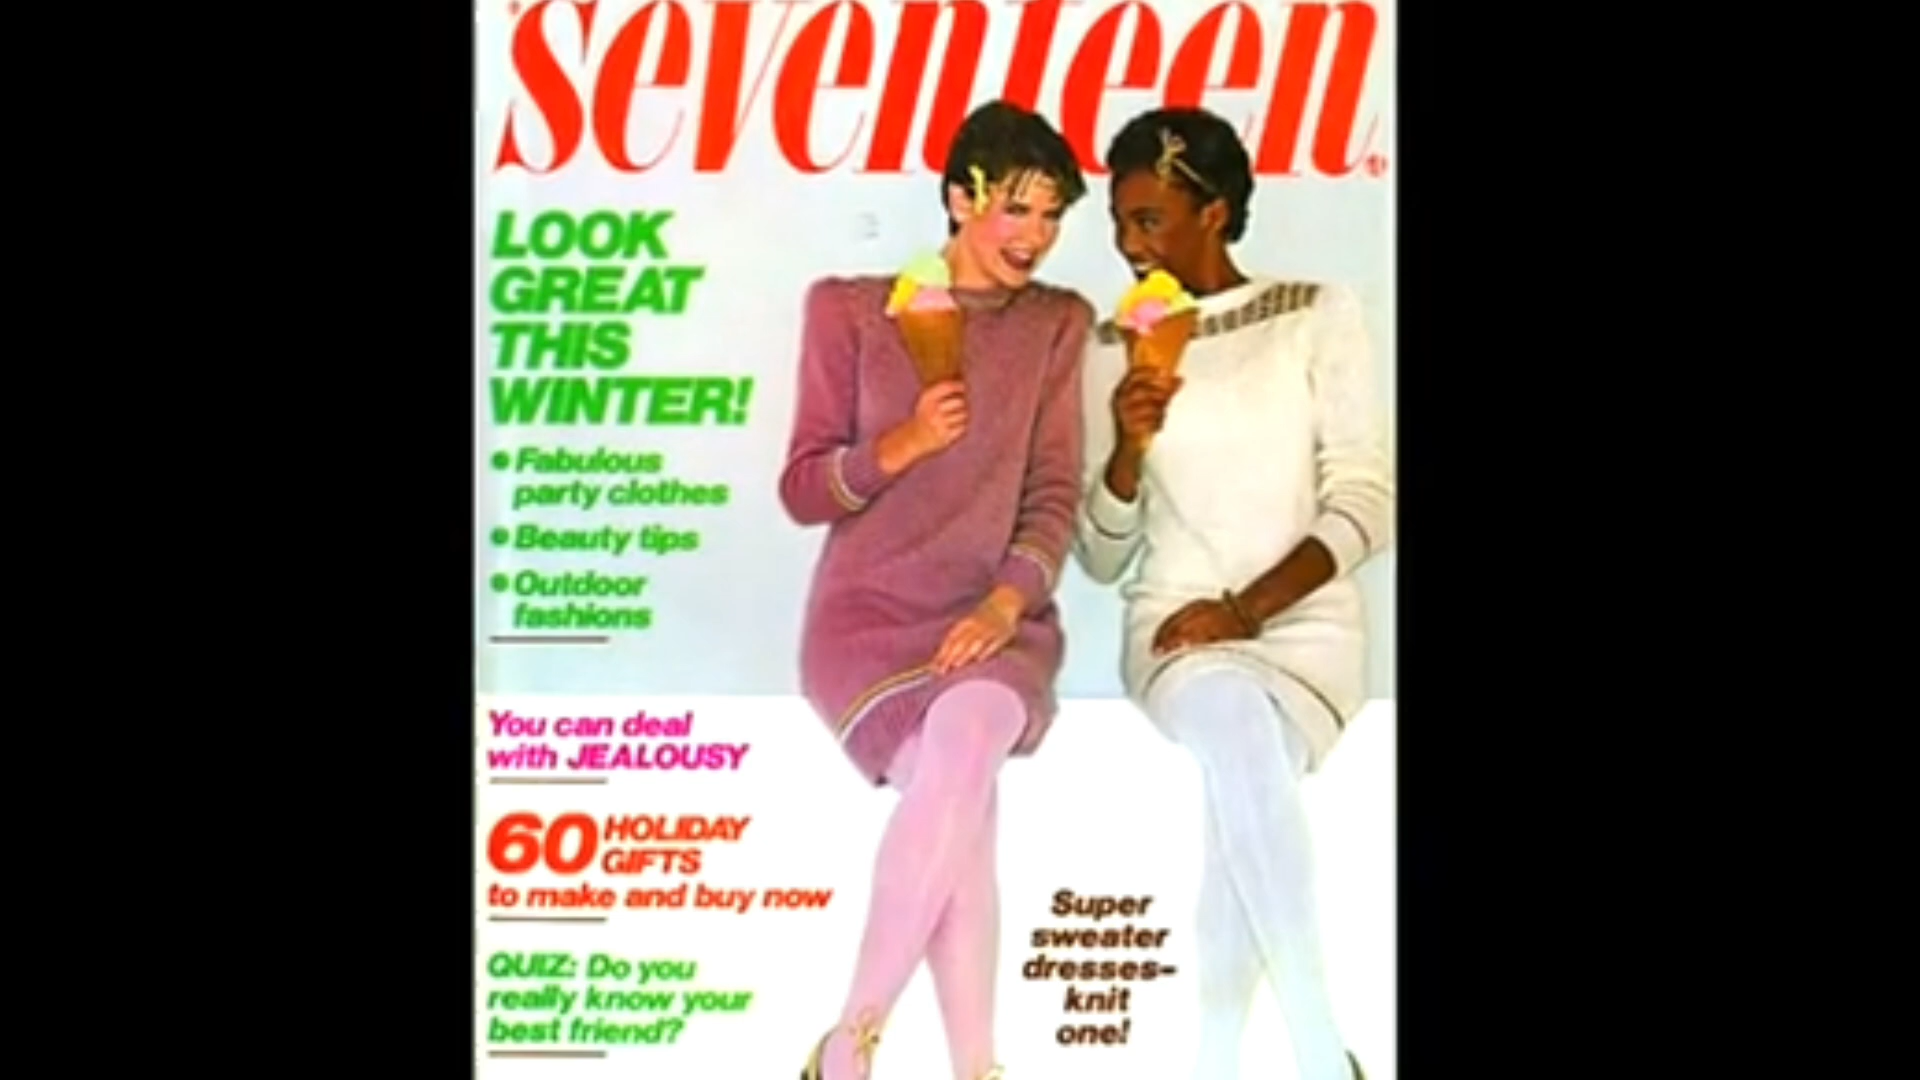 seventeen
LOOK
GREAT
THIS
WINTER!
• Fabulous
party clothes
• Beauty tips
• Outdoor
fashions
You can deal
with JEALOUSY
60 HOLIDAY
GIFTS
to make and buy now
QUIZ: Do you
really know your
best friend?
Super
sweater
dresses–
knit
one!